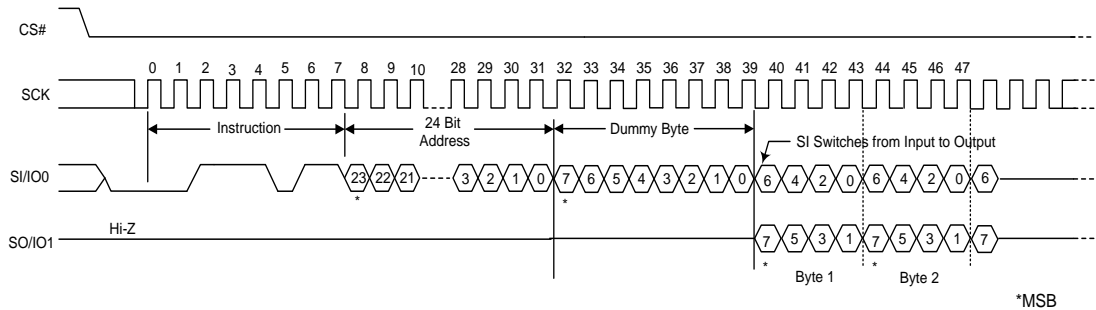 CS#
0 1 2 3 4 5 6 7 8 9 10 28 29 30 31 32 33 34 35 36 37 38 39 40 41 42 43 44 45 46 47
SCK
Instruction
24 Bit
Address
Dummy Byte
SI Switches from Input to Output
SI/IO0
23 22 21 3 2 1 0 7 6 5 4 3 2 1 0 6 4 2 0 6 4 2 0 6
* *
Hi-Z
SO/IO1
7 5 3 1 7 5 3 1 7
* *
Byte 1 Byte 2
*MSB